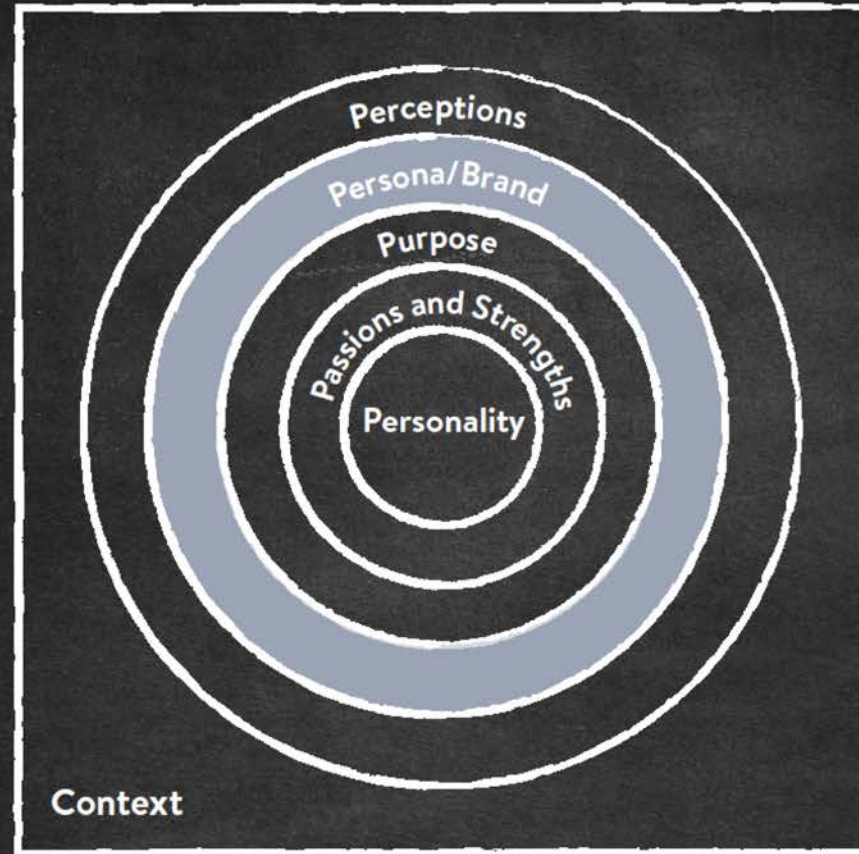 Perceptions
Persona/Brand
Purpose
Passions and Strengths
Personality
Context